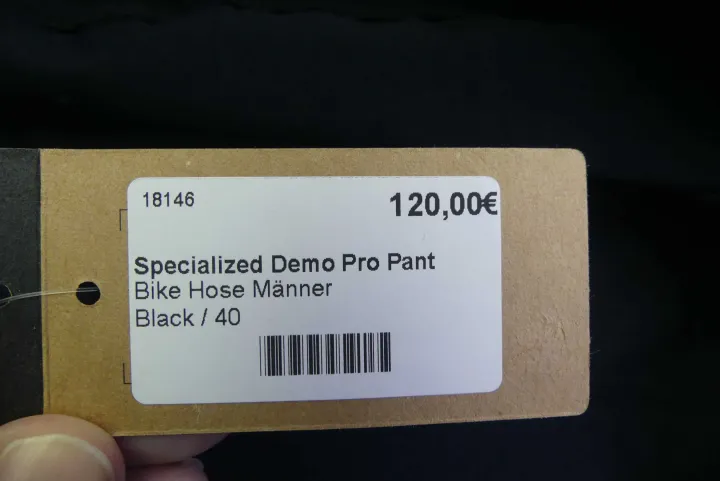 18146
120,00€
Specialized Demo Pro Pant
Bike Hose Männer
Black / 40